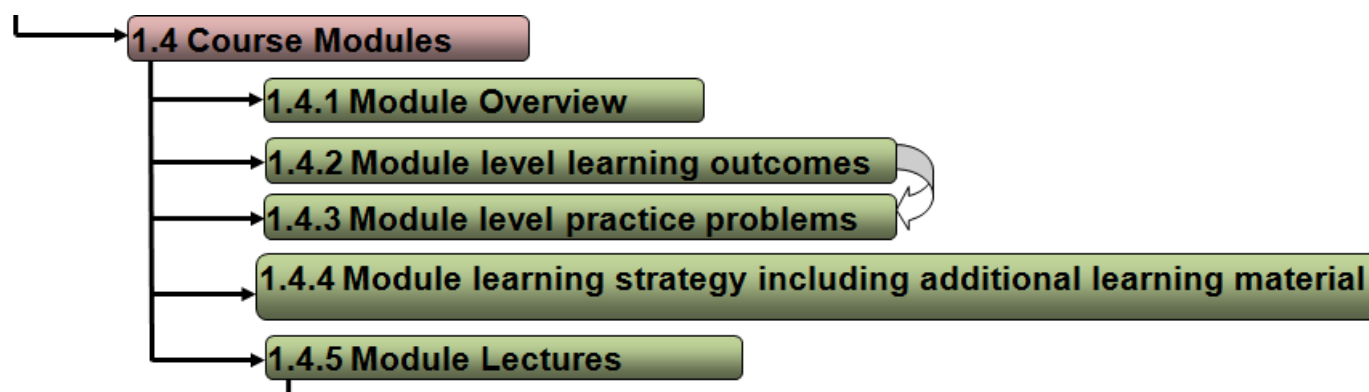 1.4 Course Modules
1.4.1 Module Overview
1.4.2 Module level learning outcomes
1.4.3 Module level practice problems
1.4.4 Module learning strategy including additional learning material
1.4.5 Module Lectures